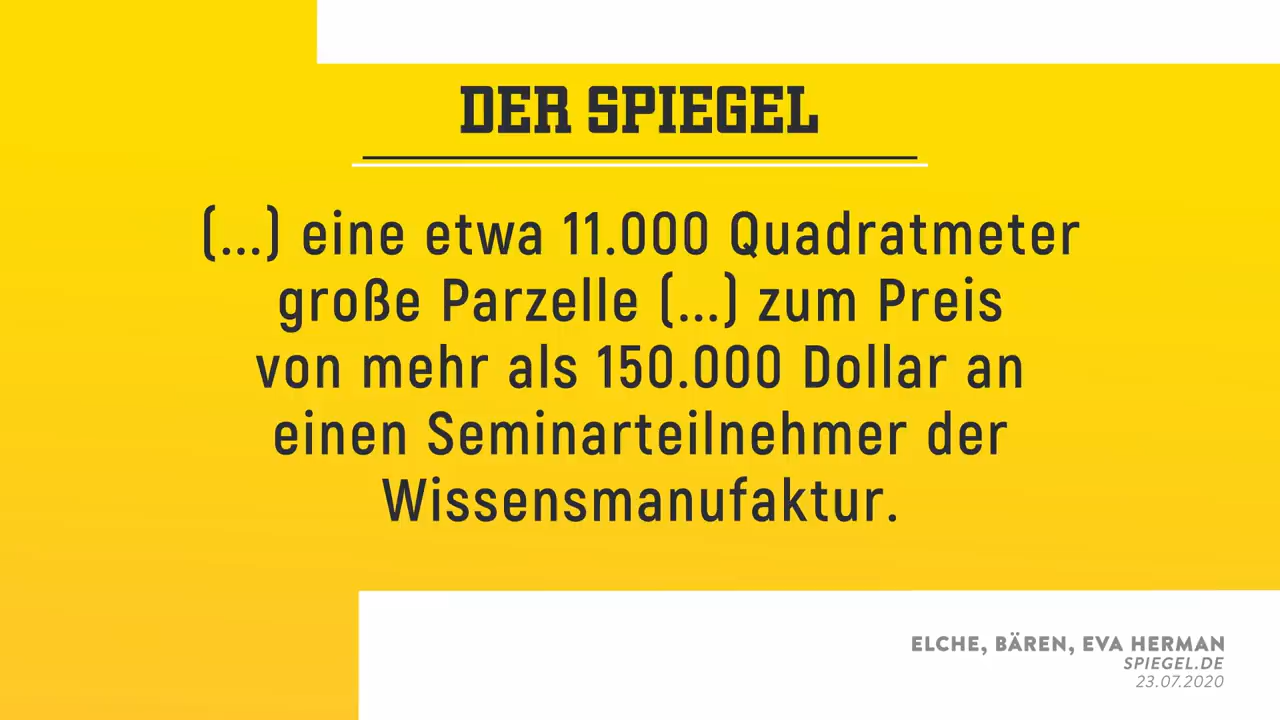 DER SPIEGEL
(...) eine etwa 11.000 Quadratmeter
große Parzelle (...) zum Preis
von mehr als 150.000 Dollar an
einen Seminarteilnehmer der
Wissensmanufaktur.
ELCHE, BÄREN, EVA HERMAN
SPIEGEL.DE
23.07.2020